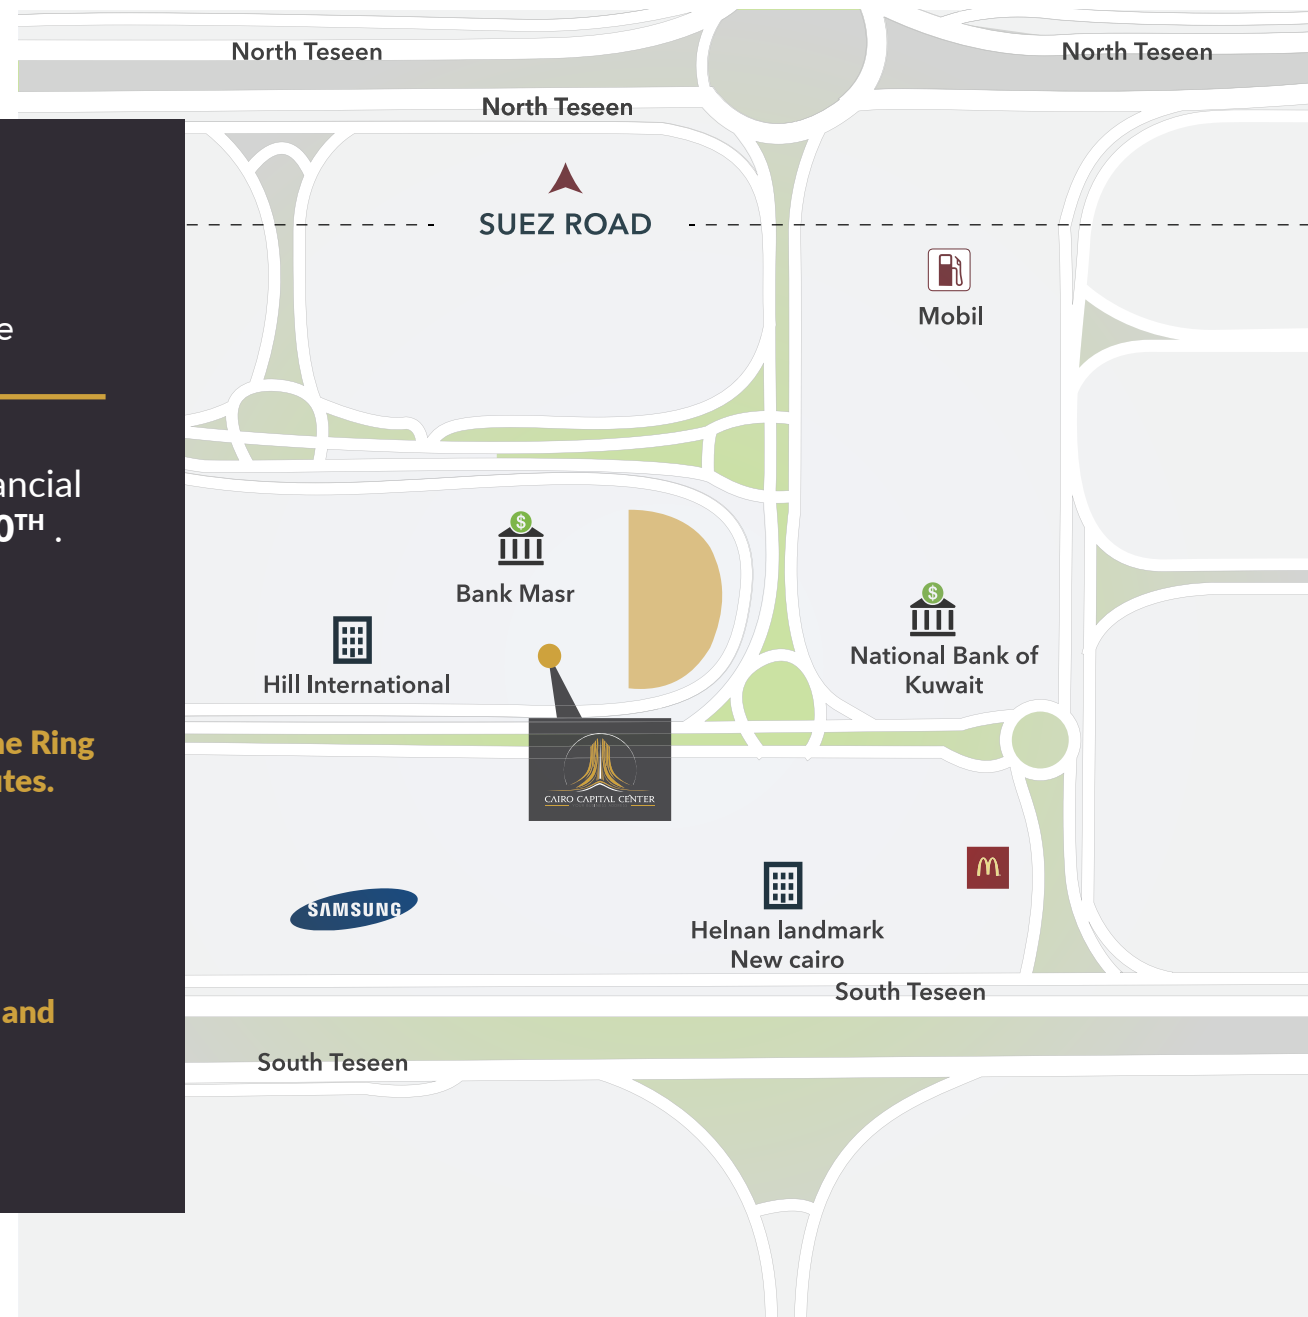 North Teseen
North Teseen
North Teseen
SUEZ ROAD
Mobil
e
ancial
0TH .
$
Bank Masr
$
National Bank of
Kuwait
Hill International
ne Ring
utes.
CAIRO CAPITAL CENTER
SAMSUNG
Helnan landmark
New cairo
South Teseen
and
South Teseen